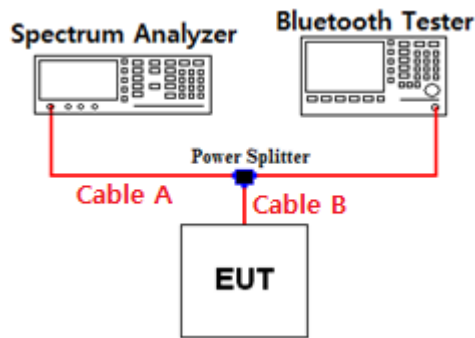 Spectrum Analyzer
Bluetooth Tester
Power Splitter
Cable A
Cable B
EUT